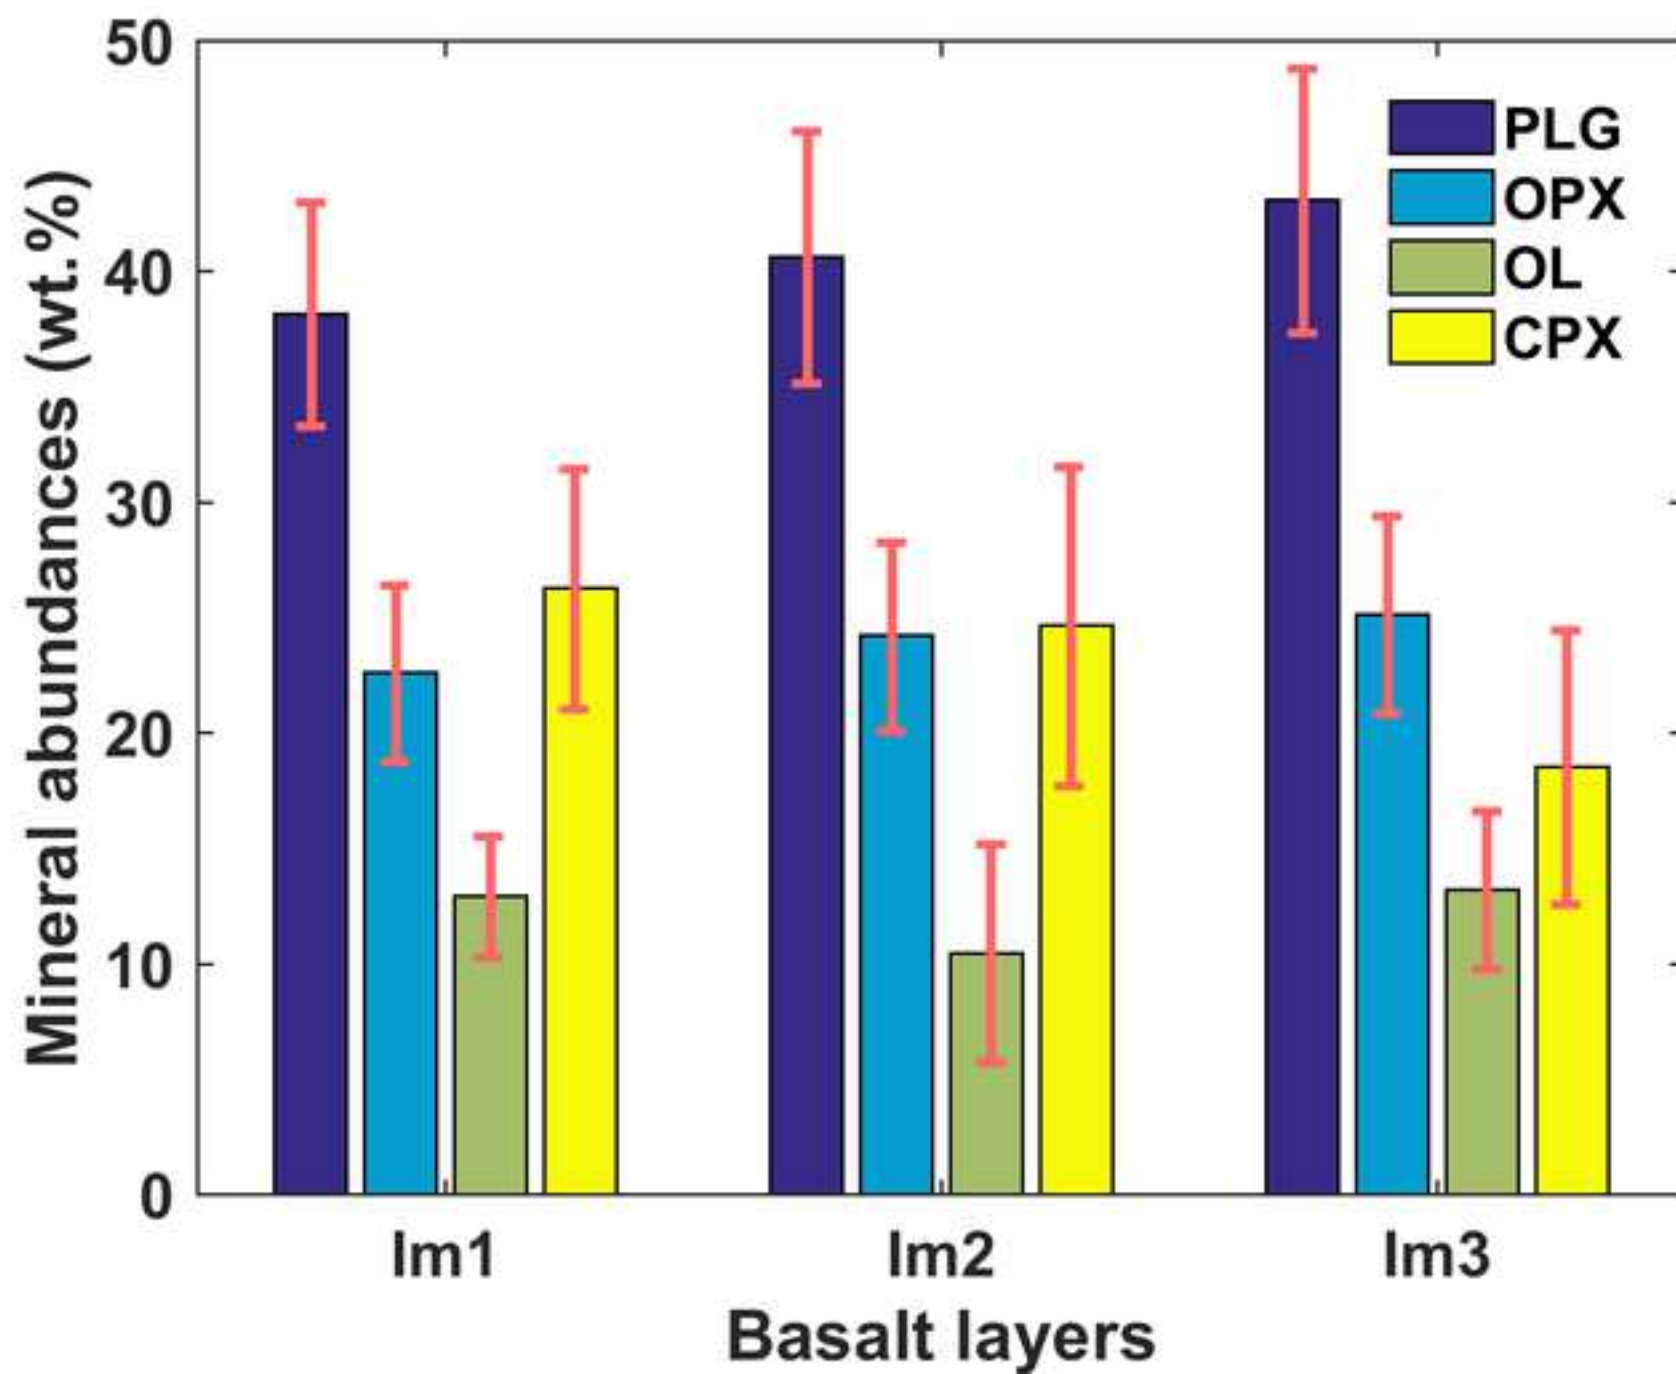 Mineral abundances (wt.%)
50
40
30
20
10
0
PLG
OPX
OL
CPX
Im1
Im2
Im3
Basalt layers